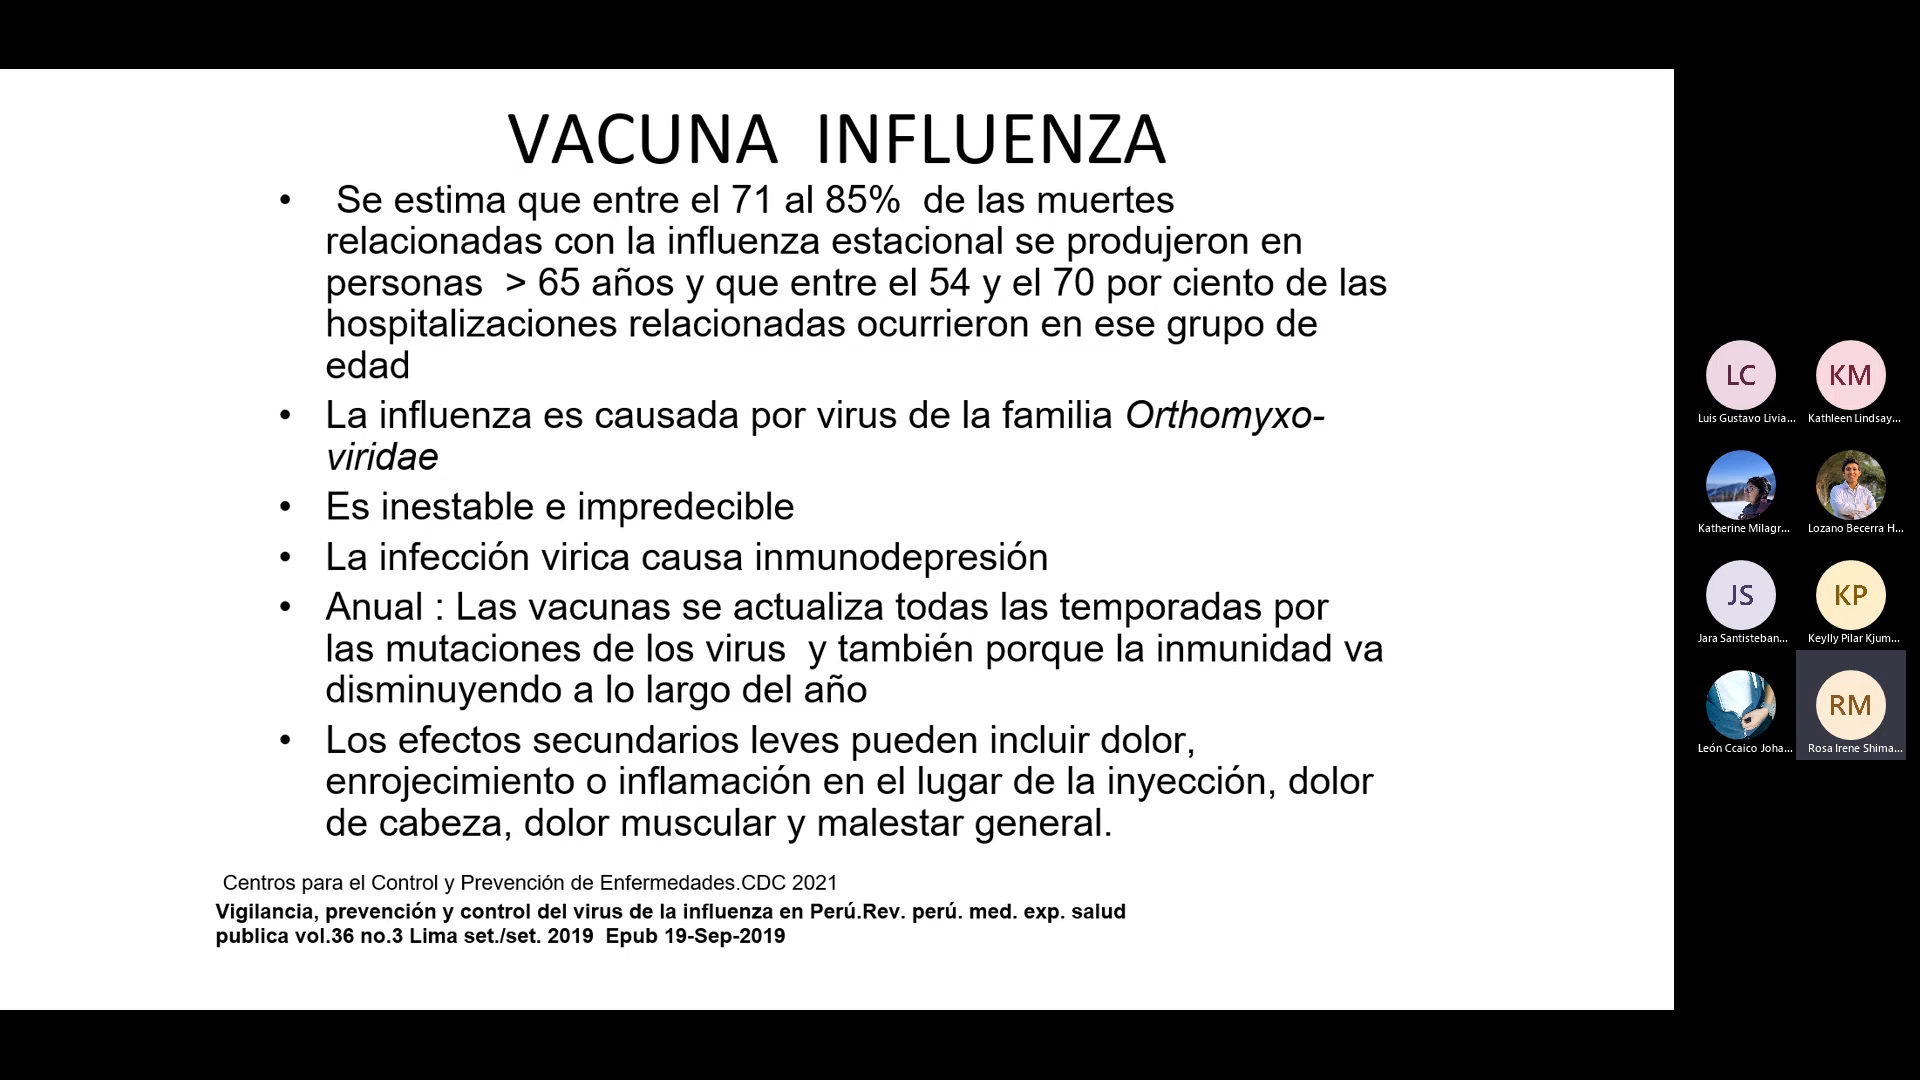 VACUNA INFLUENZA
• Se estima que entre el 71 al 85% de las muertes
relacionadas con la influenza estacional se produjeron en
personas > 65 años y que entre el 54 y el 70 por ciento de las
hospitalizaciones relacionadas ocurrieron en ese grupo de
edad
• La influenza es causada por virus de la familia Orthomyxo-
viridae
• Es inestable e impredecible
• La infección virica causa inmunodepresión
• Anual : Las vacunas se actualiza todas las temporadas por
las mutaciones de los virus y también porque la inmunidad va
disminuyendo a lo largo del año
• Los efectos secundarios leves pueden incluir dolor,
enrojecimiento o inflamación en el lugar de la inyección, dolor
de cabeza, dolor muscular y malestar general.
Centros para el Control y Prevención de Enfermedades.CDC 2021
Vigilancia, prevención y control del virus de la influenza en Perú.Rev. perú. med. exp. salud
publica vol.36 no.3 Lima set./set. 2019 Epub 19-Sep-2019
LC
KM
Luis Gustavo Livia...
Kathleen Lindsay...
Katherine Milagr...
Lozano Becerra H...
JS
KP
Jara Santisteban...
Keylly Pilar Kjum...
RM
León Ccaico Joha...
Rosa Irene Shima...